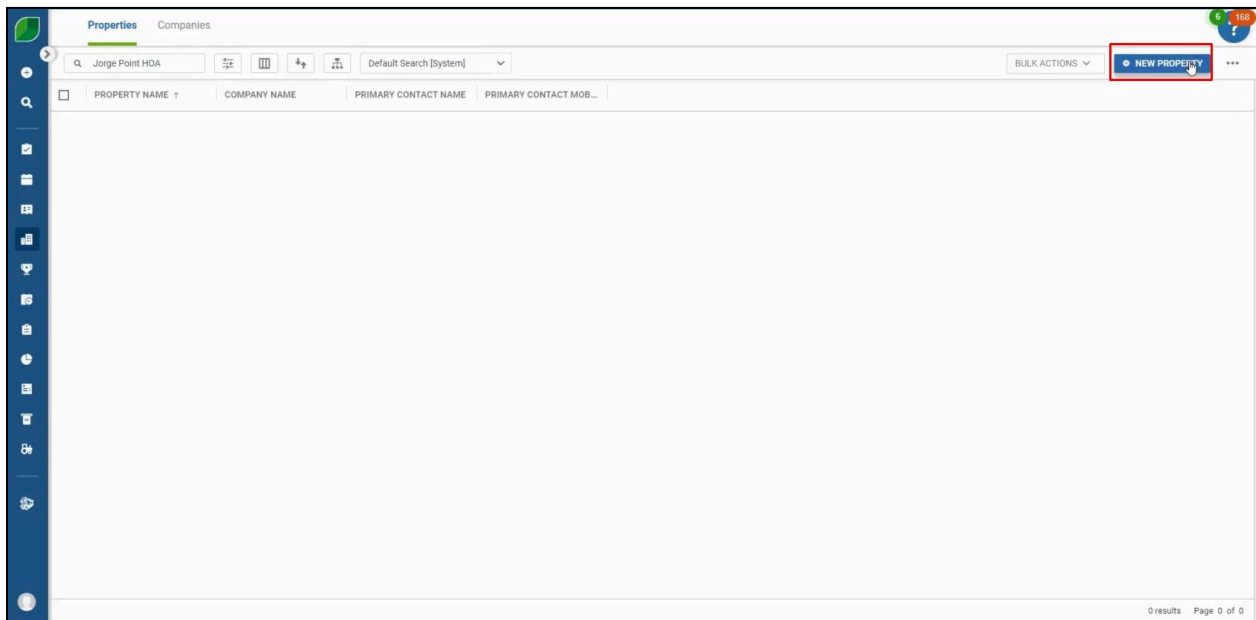 Properties Companies
6 168
?
Jorge Point HOA Default Search [System] BULK ACTIONS NEW PROPERTY
PROPERTY NAME ↑ COMPANY NAME PRIMARY CONTACT NAME PRIMARY CONTACT MOB...
0 results Page 0 of 0